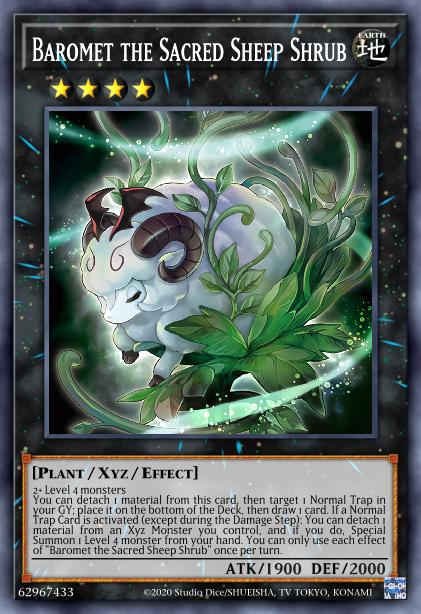 BAROMET THE SACRED SHEEP SHRUB
EARTH
地
[PLANT / XYZ / EFFECT]
2+ Level 4 monsters
You can detach 1 material from this card, then target 1 Normal Trap in
your GY; place it on the bottom of the Deck, then draw 1 card. If a Normal
Trap Card is activated (except during the Damage Step): You can detach 1
material from an Xyz Monster you control, and if you do, Special
Summon 1 Level 4 monster from your hand. You can only use each effect
of "Baromet the Sacred Sheep Shrub" once per turn.
ATK/1900 DEF/2000
62967433
©2020 Studio Dice/SHUEISHA, TV TOKYO, KONAMI